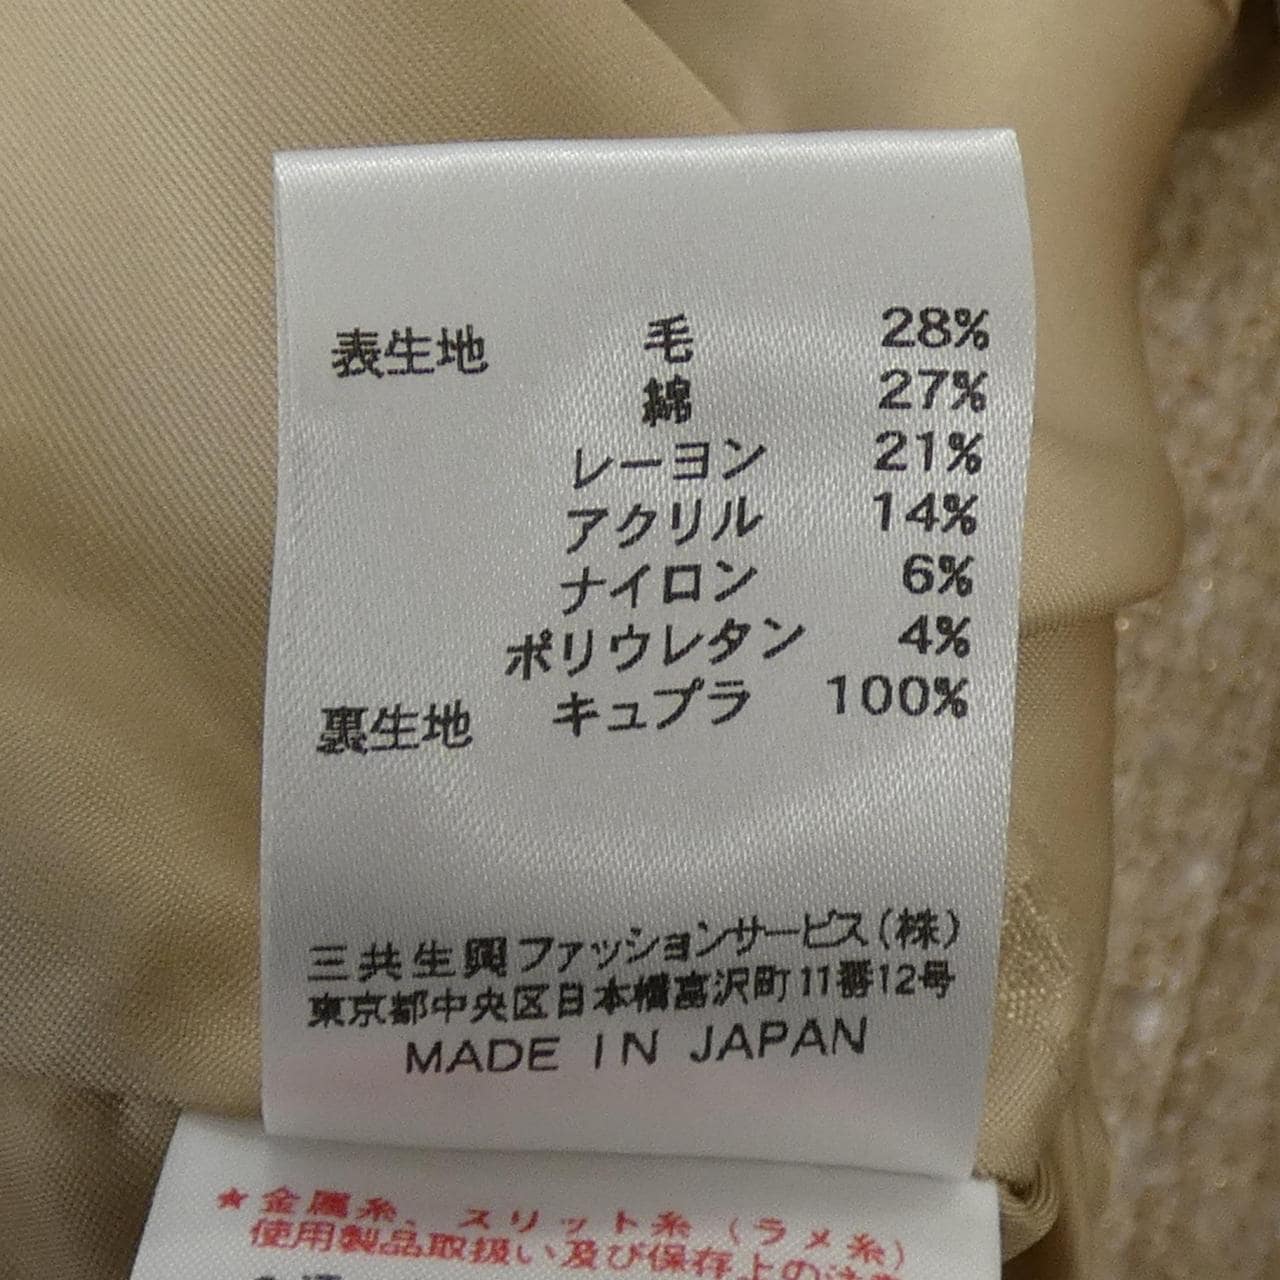 表生地 毛 28%
綿 27%
レーヨン 21%
アクリル 14%
ナイロン 6%
ポリウレタン 4%
裏生地 キュプラ 100%
三共生興ファッションサービス(株)
東京都中央区日本橋富沢町11番12号
MADE IN JAPAN
★金属糸、スリット糸(ラメ糸)
使用製品取扱い及び保存上の注意